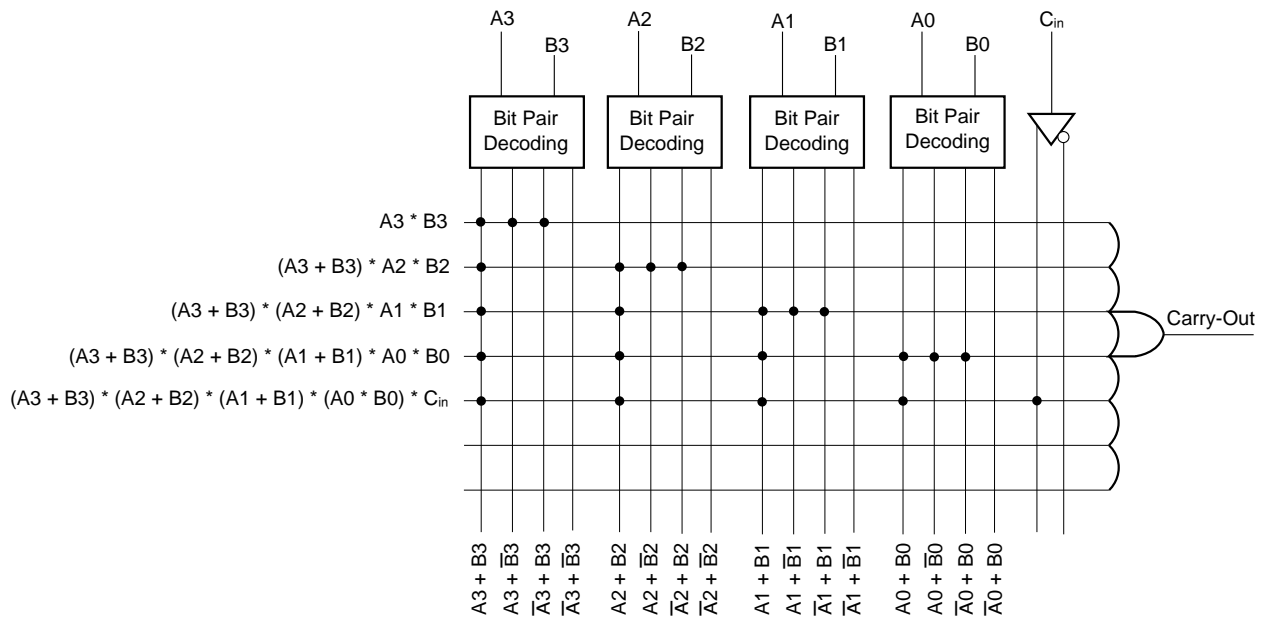 A3
B3
A2
B2
A1
B1
A0
B0
Cin
Bit Pair
Decoding
Bit Pair
Decoding
Bit Pair
Decoding
Bit Pair
Decoding
A3 * B3
(A3 + B3) * A2 * B2
(A3 + B3) * (A2 + B2) * A1 * B1
(A3 + B3) * (A2 + B2) * (A1 + B1) * A0 * B0
(A3 + B3) * (A2 + B2) * (A1 + B1) * (A0 * B0) * Cin
Carry-Out
A3 + B3
A3 + B̅3
A̅3 + B3
A̅3 + B̅3
A2 + B2
A2 + B̅2
A̅2 + B2
A̅2 + B̅2
A1 + B1
A1 + B̅1
A̅1 + B1
A̅1 + B̅1
A0 + B0
A0 + B̅0
A̅0 + B0
A̅0 + B0